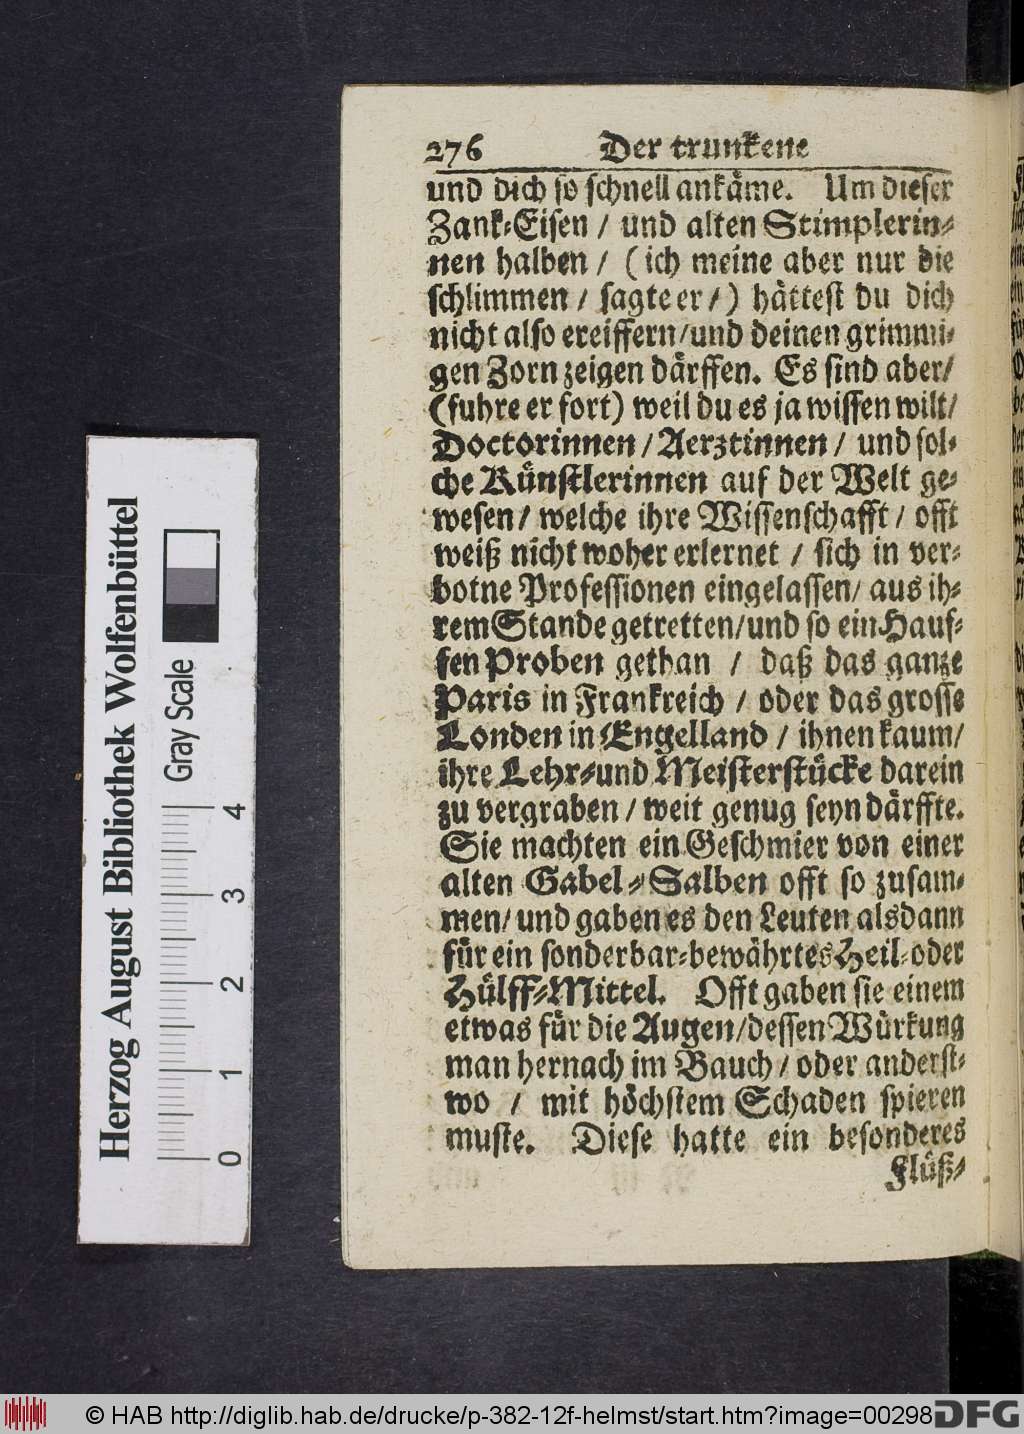 276 Der trunkene
und dich so schnell ankäme. Um dieser
Zank-Eisen / und alten Stimplerin-
nen halben / (ich meine aber nur die
schlimmen / sagte er /) hättest du dich
nicht also ereiffern / und deinen grimmi-
gen Zorn zeigen därffen. Es sind aber /
(fuhre er fort) weil du es ja wissen wilt /
Doctorinnen / Aerztinnen / und sol-
che Künstlerinnen auf der Welt ge-
wesen / welche ihre Wissenschafft / offt
weiß nicht woher erlernet / sich in ver-
botne Professionen eingelassen / aus ih-
rem Stande getretten / und so ein Hauf-
fen Proben gethan / daß das ganze
Paris in Frankreich / oder das grosse
Londen in Engelland / ihnen kaum /
ihre Lehr- und Meisterstücke darein
zu vergraben / weit genug seyn därffte.
Sie machten ein Geschmier von einer
alten Gabel-Salben offt so zusam-
men / und gaben es den Leuten alsdann
für ein sonderbar-bewährtes Heil- oder
Hülff-Mittel. Offt gaben sie einem
etwas für die Augen / dessen Würkung
man hernach im Bauch / oder anderst-
wo / mit höchstem Schaden spieren
muste. Diese hatte ein besonderes
Flüß-
Herzog August Bibliothek Wolfenbüttel
Gray Scale
0 1 2 3 4
© HAB http://diglib.hab.de/drucke/p-382-12f-helmst/start.htm?image=00298
DFG